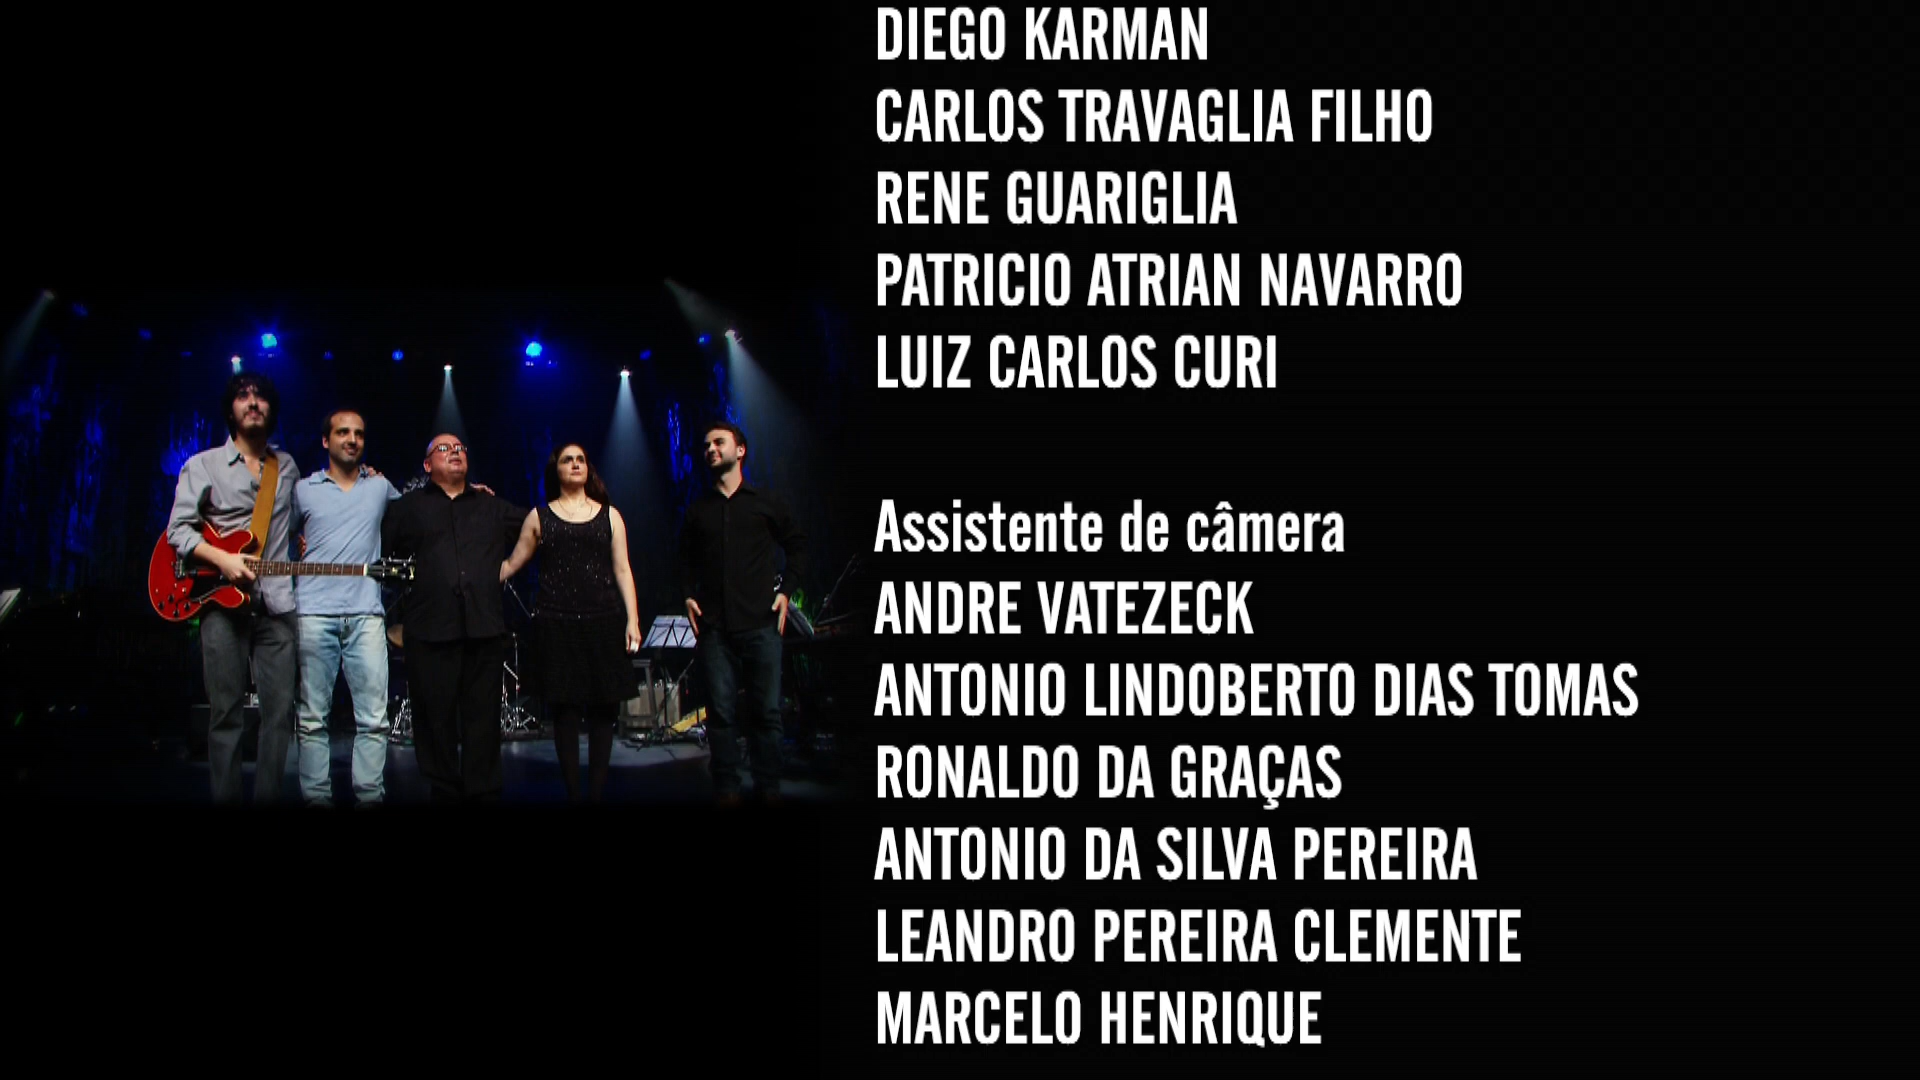 DIEGO KARMAN
CARLOS TRAVAGLIA FILHO
RENE GUARIGLIA
PATRICIO ATRIAN NAVARRO
LUIZ CARLOS CURI
Assistente de câmera
ANDRE VATEZECK
ANTONIO LINDOBERTO DIAS TOMAS
RONALDO DA GRAÇAS
ANTONIO DA SILVA PEREIRA
LEANDRO PEREIRA CLEMENTE
MARCELO HENRIQUE